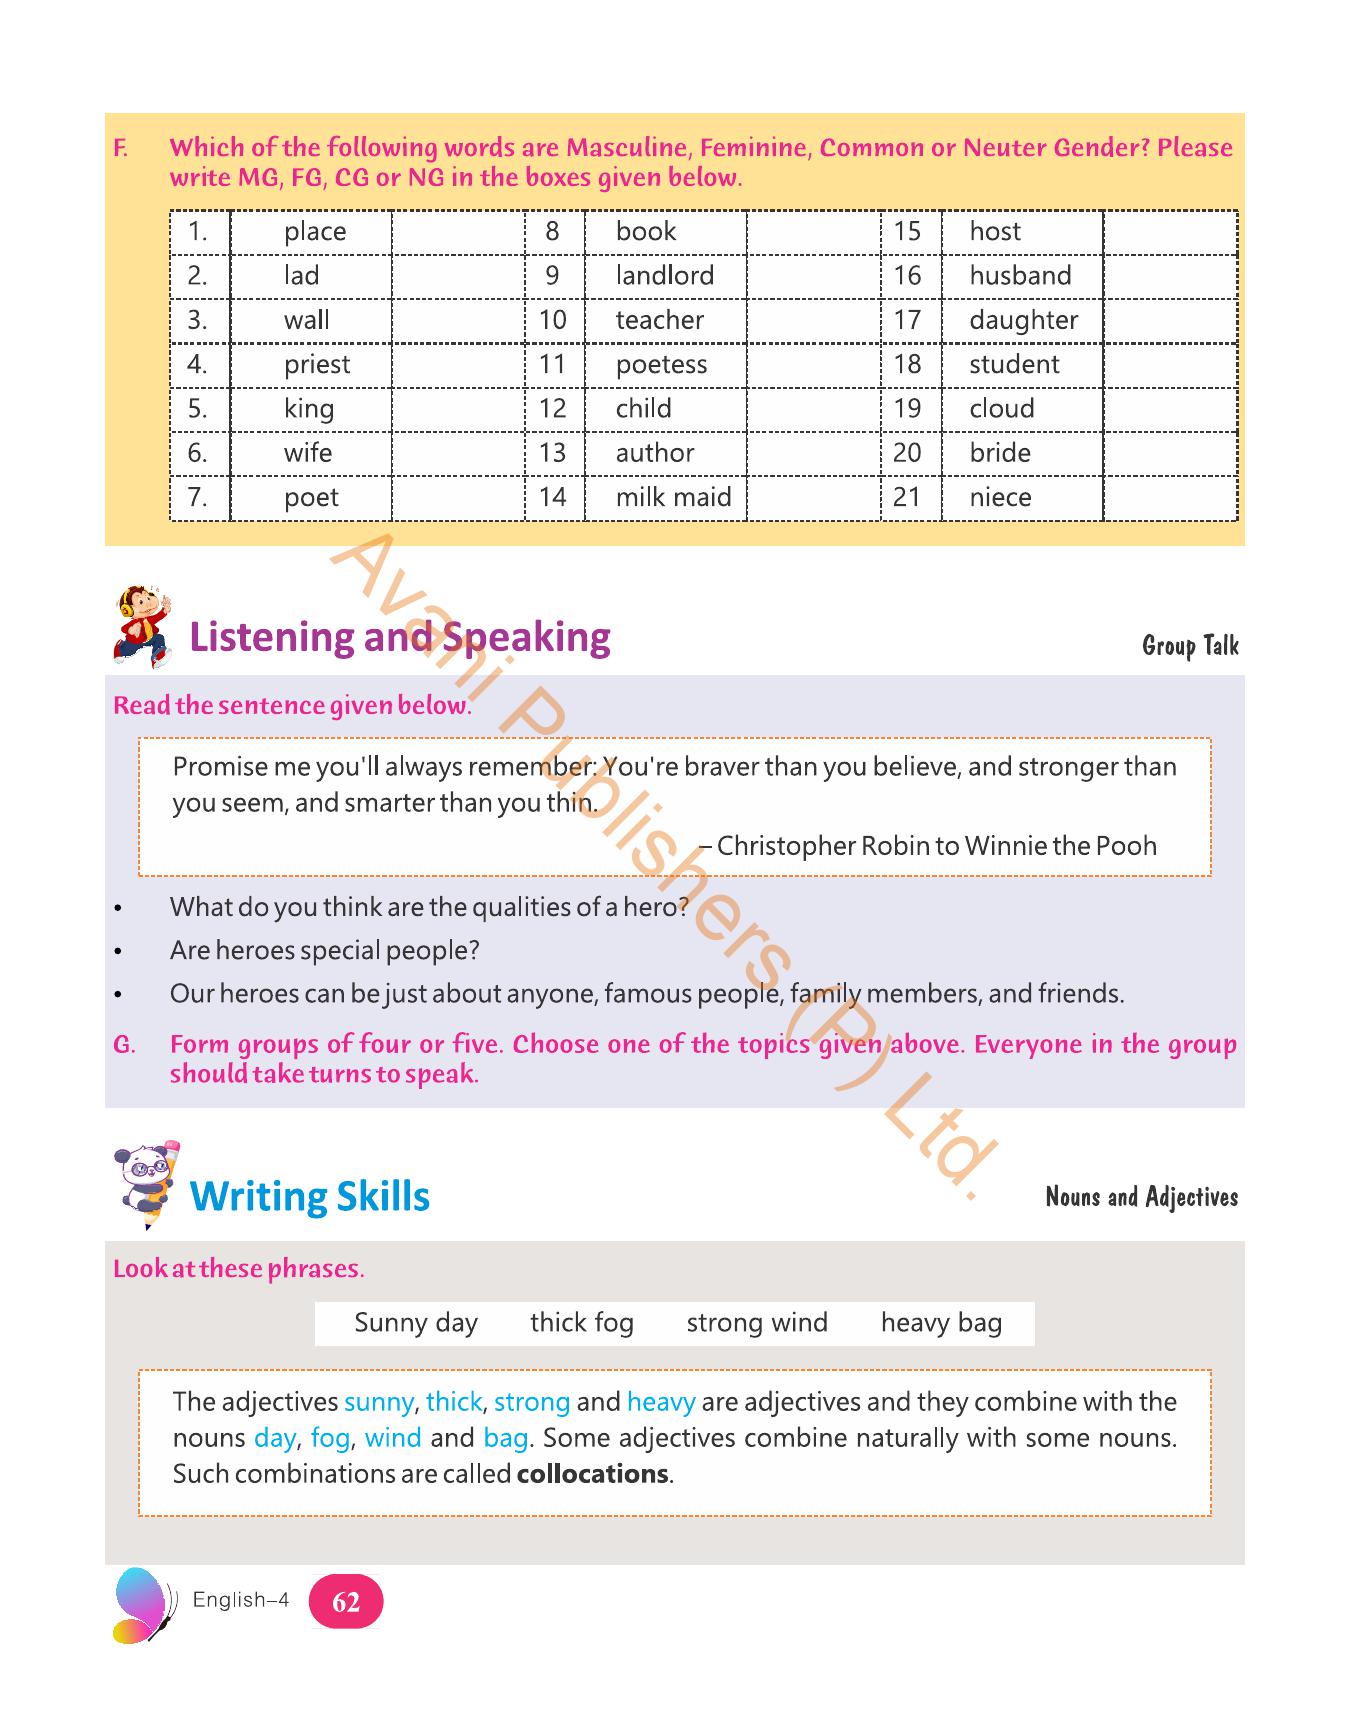 F. Which of the following words are Masculine, Feminine, Common or Neuter Gender? Please
write MG, FG, CG or NG in the boxes given below.
1. place 8 book 15 host
2. lad 9 landlord 16 husband
3. wall 10 teacher 17 daughter
4. priest 11 poetess 18 student
5. king 12 child 19 cloud
6. wife 13 author 20 bride
7. poet 14 milk maid 21 niece
Listening and Speaking
Group Talk
Read the sentence given below.
Promise me you'll always remember: You're braver than you believe, and stronger than
you seem, and smarter than you thin.
– Christopher Robin to Winnie the Pooh
• What do you think are the qualities of a hero?
• Are heroes special people?
• Our heroes can be just about anyone, famous people, family members, and friends.
G. Form groups of four or five. Choose one of the topics given above. Everyone in the group
should take turns to speak.
Writing Skills
Nouns and Adjectives
Look at these phrases.
Sunny day thick fog strong wind heavy bag
The adjectives sunny, thick, strong and heavy are adjectives and they combine with the
nouns day, fog, wind and bag. Some adjectives combine naturally with some nouns.
Such combinations are called collocations.
English–4 62
Avani Publishers (P) Ltd.